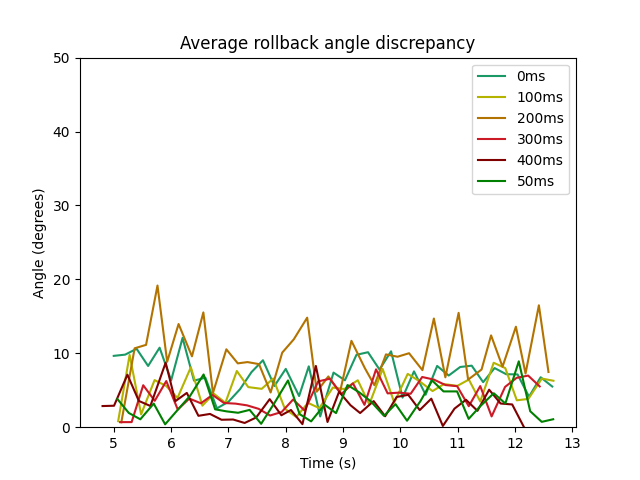 Average rollback angle discrepancy
50
40
30
20
10
0
Angle (degrees)
0ms
100ms
200ms
300ms
400ms
50ms
5 6 7 8 9 10 11 12 13
Time (s)